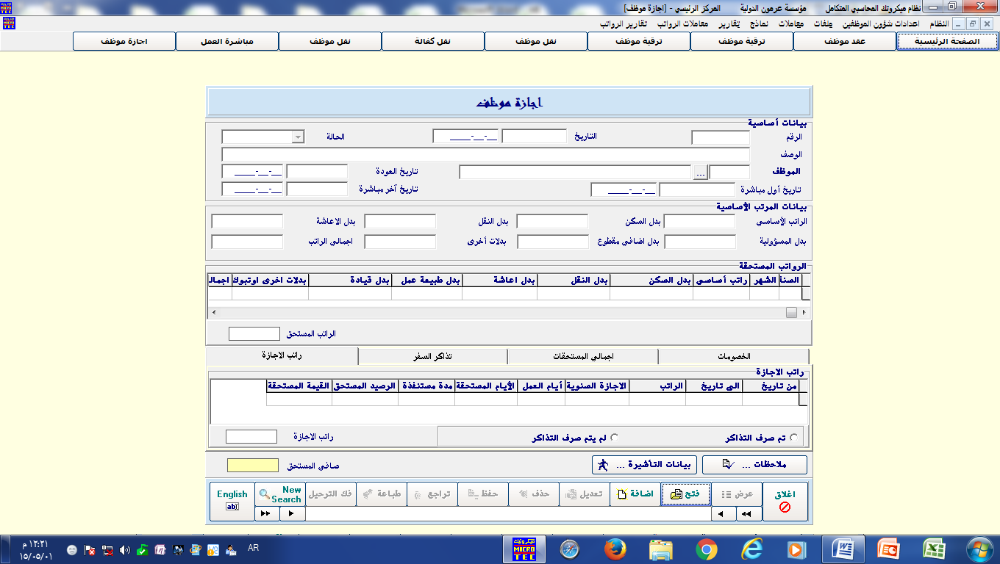 نظام ميكروتك المحاسبي المتكامل مؤسسة عرمون الدولية المركز الرئيسي - [اجازة موظف]
النظام اعدادات شؤون الموظفين ملفات معاملات نماذج تقارير معاملات الرواتب تقارير الرواتب
الصفحة الرئيسية عقد موظف ترقية موظف ترقية موظف نقل موظف نقل كفالة نقل موظف مباشرة العمل اجازة موظف
اجازة موظف
بيانات أساسية
الرقم التاريخ __-__-____ الحالة
الوصف
الموظف ... تاريخ العودة __-__-____
تاريخ أول مباشرة __-__-____ تاريخ آخر مباشرة __-__-____
بيانات المرتب الأساسية
الراتب الأساسي بدل السكن بدل النقل بدل الاعاشة
بدل المسؤولية بدل اضافي مقطوع بدلات أخرى اجمالي الراتب
الرواتب المستحقة
السنة الشهر راتب أساسي بدل السكن بدل النقل بدل اعاشة بدل طبيعة عمل بدل قيادة بدلات اخرى اوتبوك اجمال
الراتب المستحق
الخصومات اجمالي المستحقات تذاكر السفر راتب الاجازة
راتب الاجازة
من تاريخ الى تاريخ الراتب الاجازة السنوية أيام العمل الأيام المستحقة مدة مستنفذة الرصيد المستحق القيمة المستحقة
تم صرف التذاكر لم يتم صرف التذاكر راتب الاجازة
ملاحظات ... بيانات التأشيرة ... صافي المستحق
اغلاق عرض فتح اضافة تعديل حذف حفظ تراجع طباعة فك الترحيل New Search English
ab
MICRO TEC AR ١٢:٢١ م
١٥/٠٥/٠١